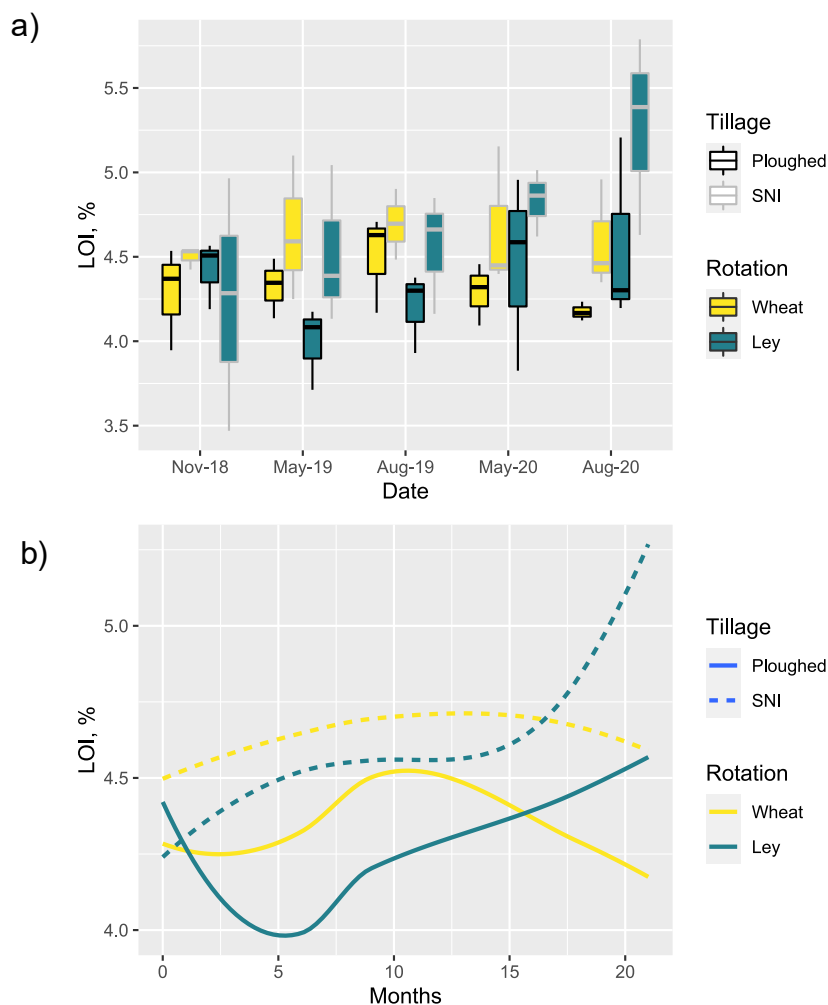 a)
LOI, %
5.5
5.0
4.5
4.0
3.5
Nov-18 May-19 Aug-19 May-20 Aug-20
Date
Tillage
Ploughed
SNI
Rotation
Wheat
Ley
b)
LOI, %
5.0
4.5
4.0
0 5 10 15 20
Months
Tillage
Ploughed
SNI
Rotation
Wheat
Ley